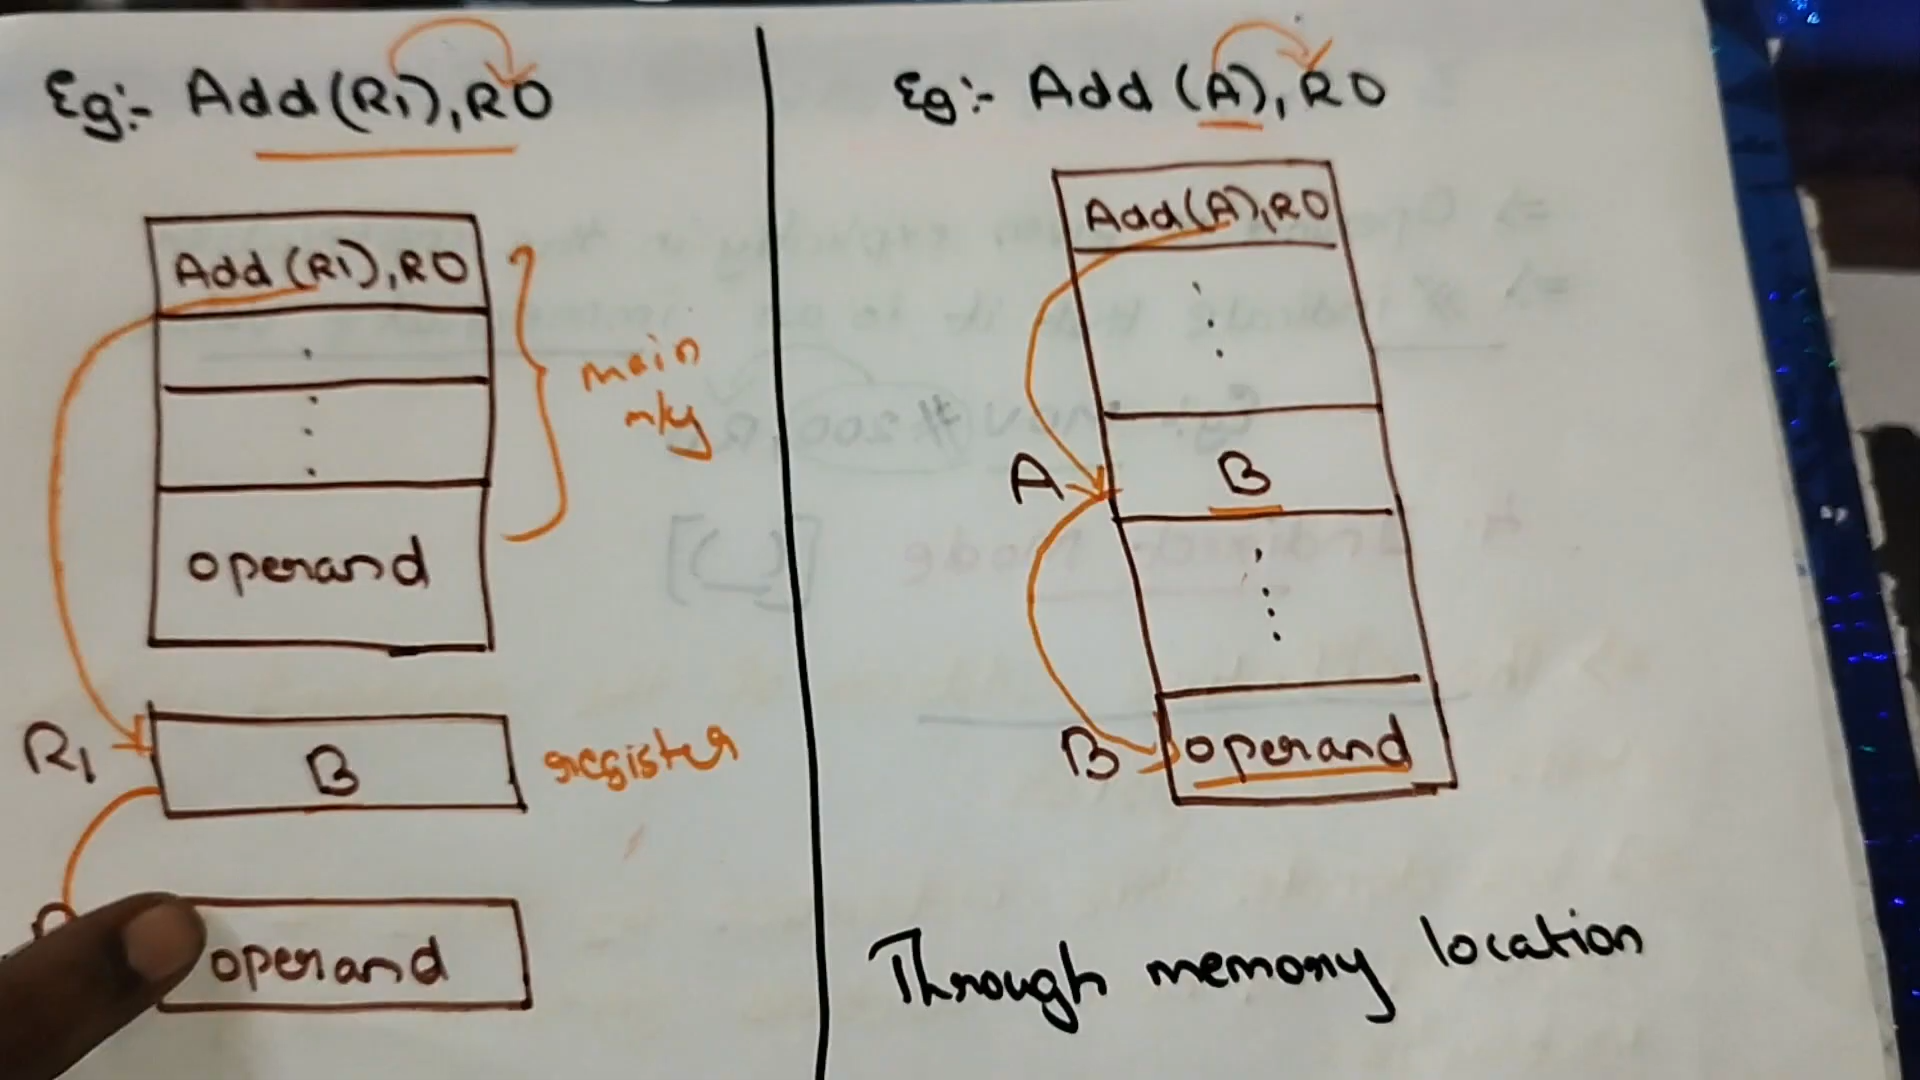 Eg:- Add (R1), R0
Add (R1), R0
main
m/y
operand
R1
B
register
operand
Eg:- Add (A), R0
Add (A), R0
A
B
B
operand
Through memory location